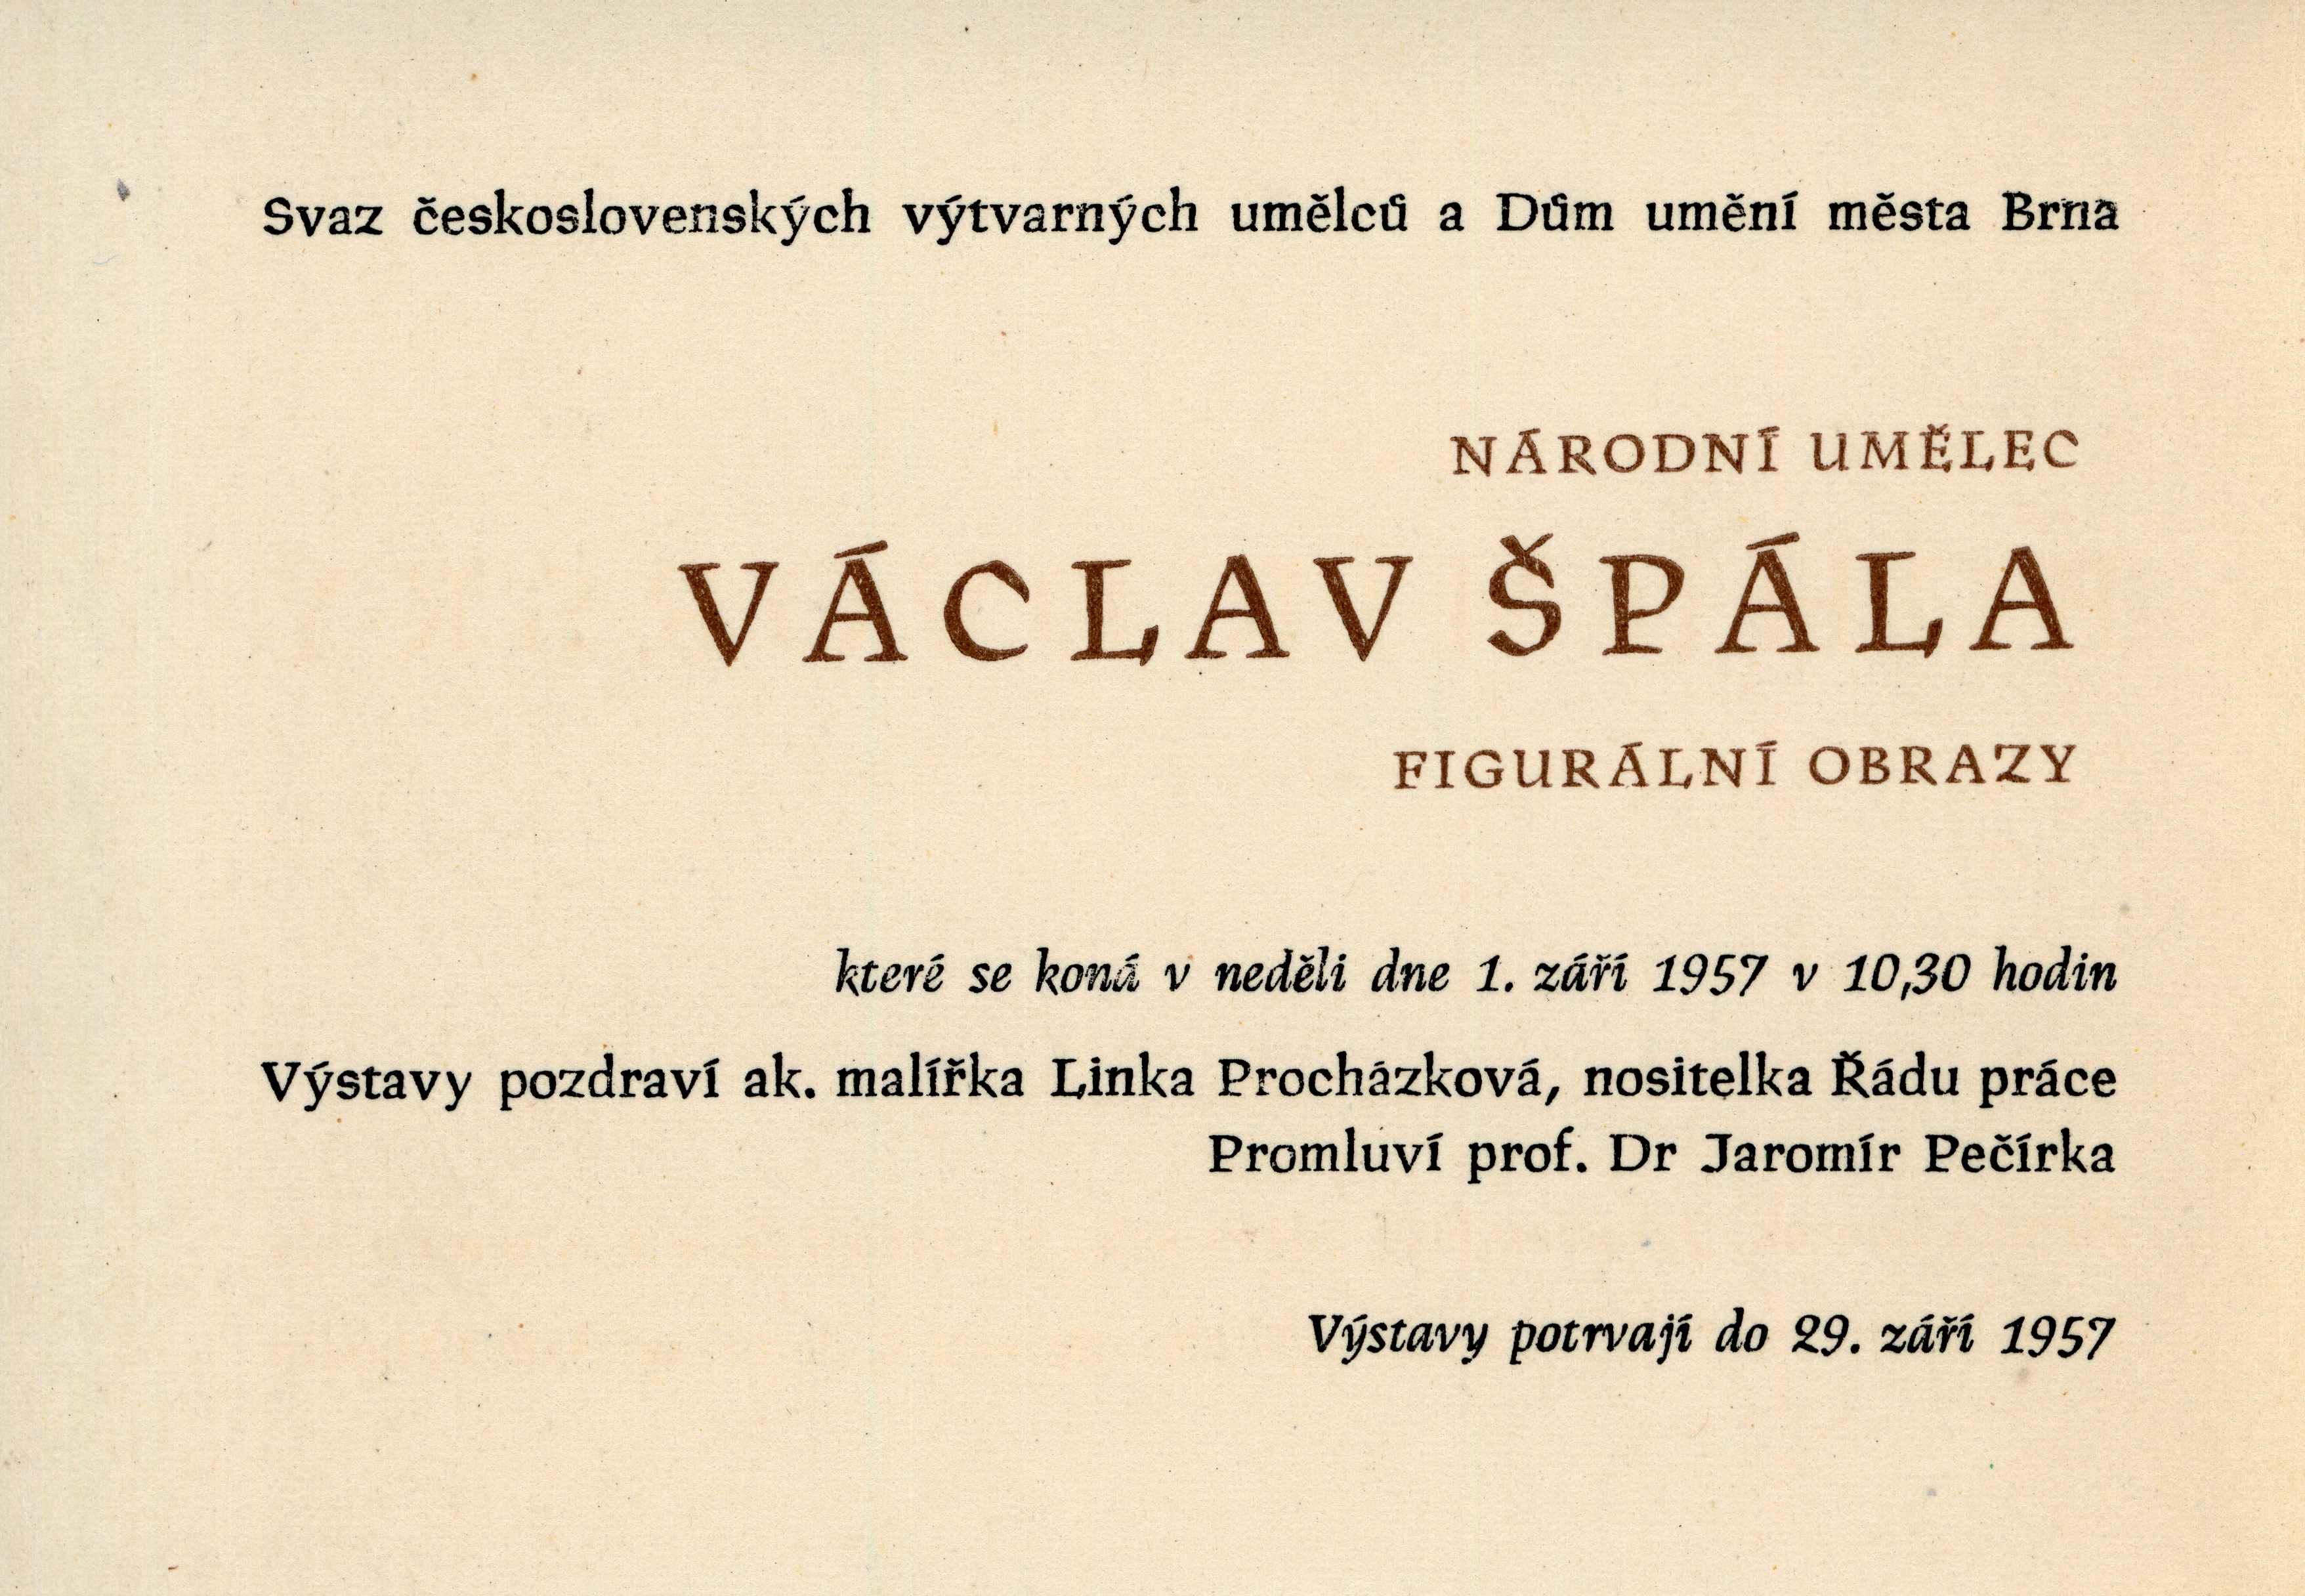 Svaz československých výtvarných umělců a Dům umění města Brna
NÁRODNÍ UMĚLEC
VÁCLAV ŠPÁLA
FIGURÁLNÍ OBRAZY
které se koná v neděli dne 1. září 1957 v 10,30 hodin
Výstavy pozdraví ak. malířka Linka Procházková, nositelka Řádu práce
Promluví prof. Dr Jaromír Pečírka
Výstavy potrvají do 29. září 1957